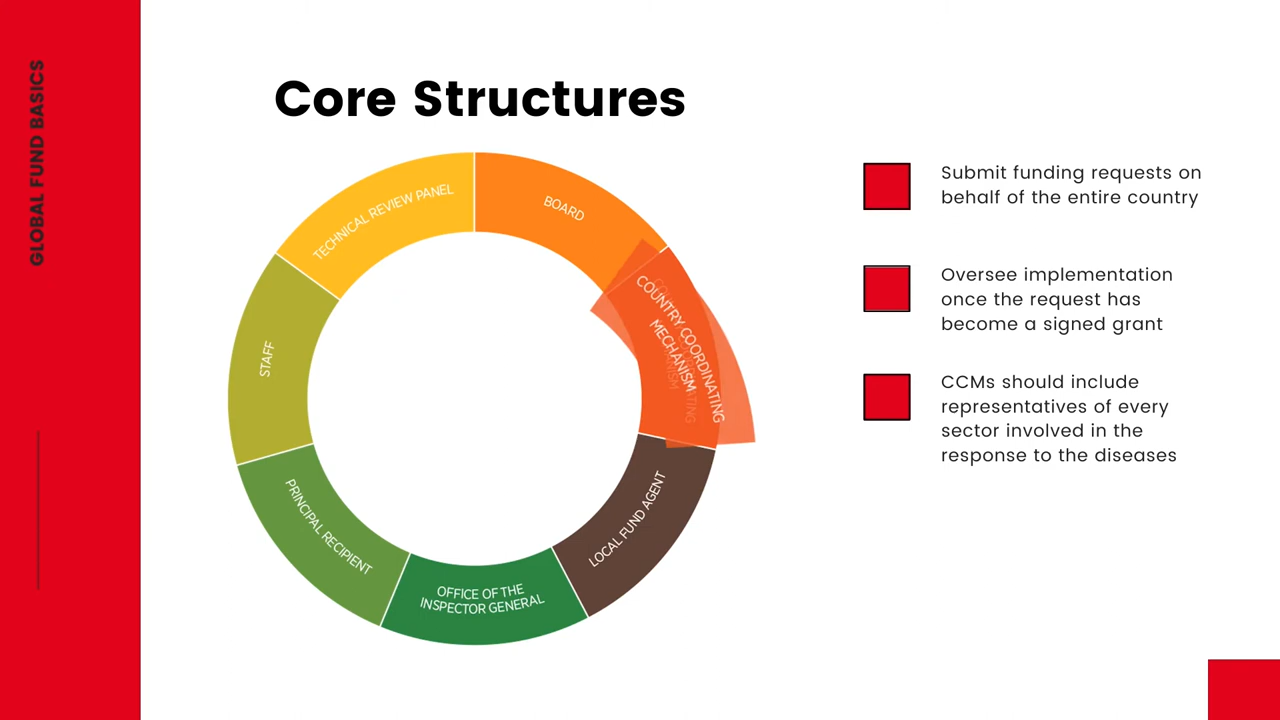 GLOBAL FUND BASICS
Core Structures
TECHNICAL REVIEW PANEL
BOARD
COUNTRY COORDINATING
MECHANISM
STAFF
LOCAL FUND AGENT
PRINCIPAL RECIPIENT
OFFICE OF THE
INSPECTOR GENERAL
Submit funding requests on
behalf of the entire country
Oversee implementation
once the request has
become a signed grant
CCMs should include
representatives of every
sector involved in the
response to the diseases